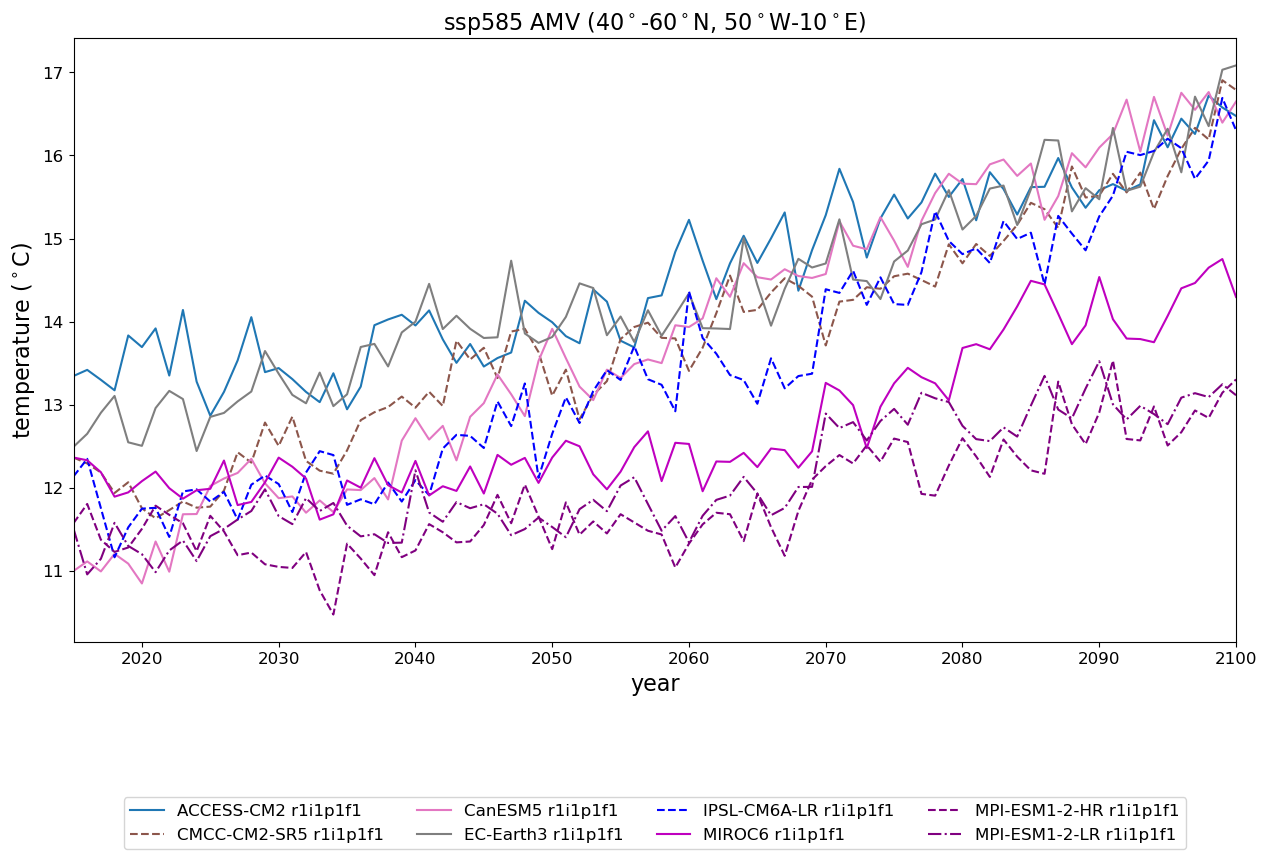 ssp585 AMV (40°-60°N, 50°W-10°E)
temperature (°C)
17
16
15
14
13
12
11
2020 2030 2040 2050 2060 2070 2080 2090 2100
year
ACCESS-CM2 r1i1p1f1 CanESM5 r1i1p1f1 IPSL-CM6A-LR r1i1p1f1 MPI-ESM1-2-HR r1i1p1f1
CMCC-CM2-SR5 r1i1p1f1 EC-Earth3 r1i1p1f1 MIROC6 r1i1p1f1 MPI-ESM1-2-LR r1i1p1f1